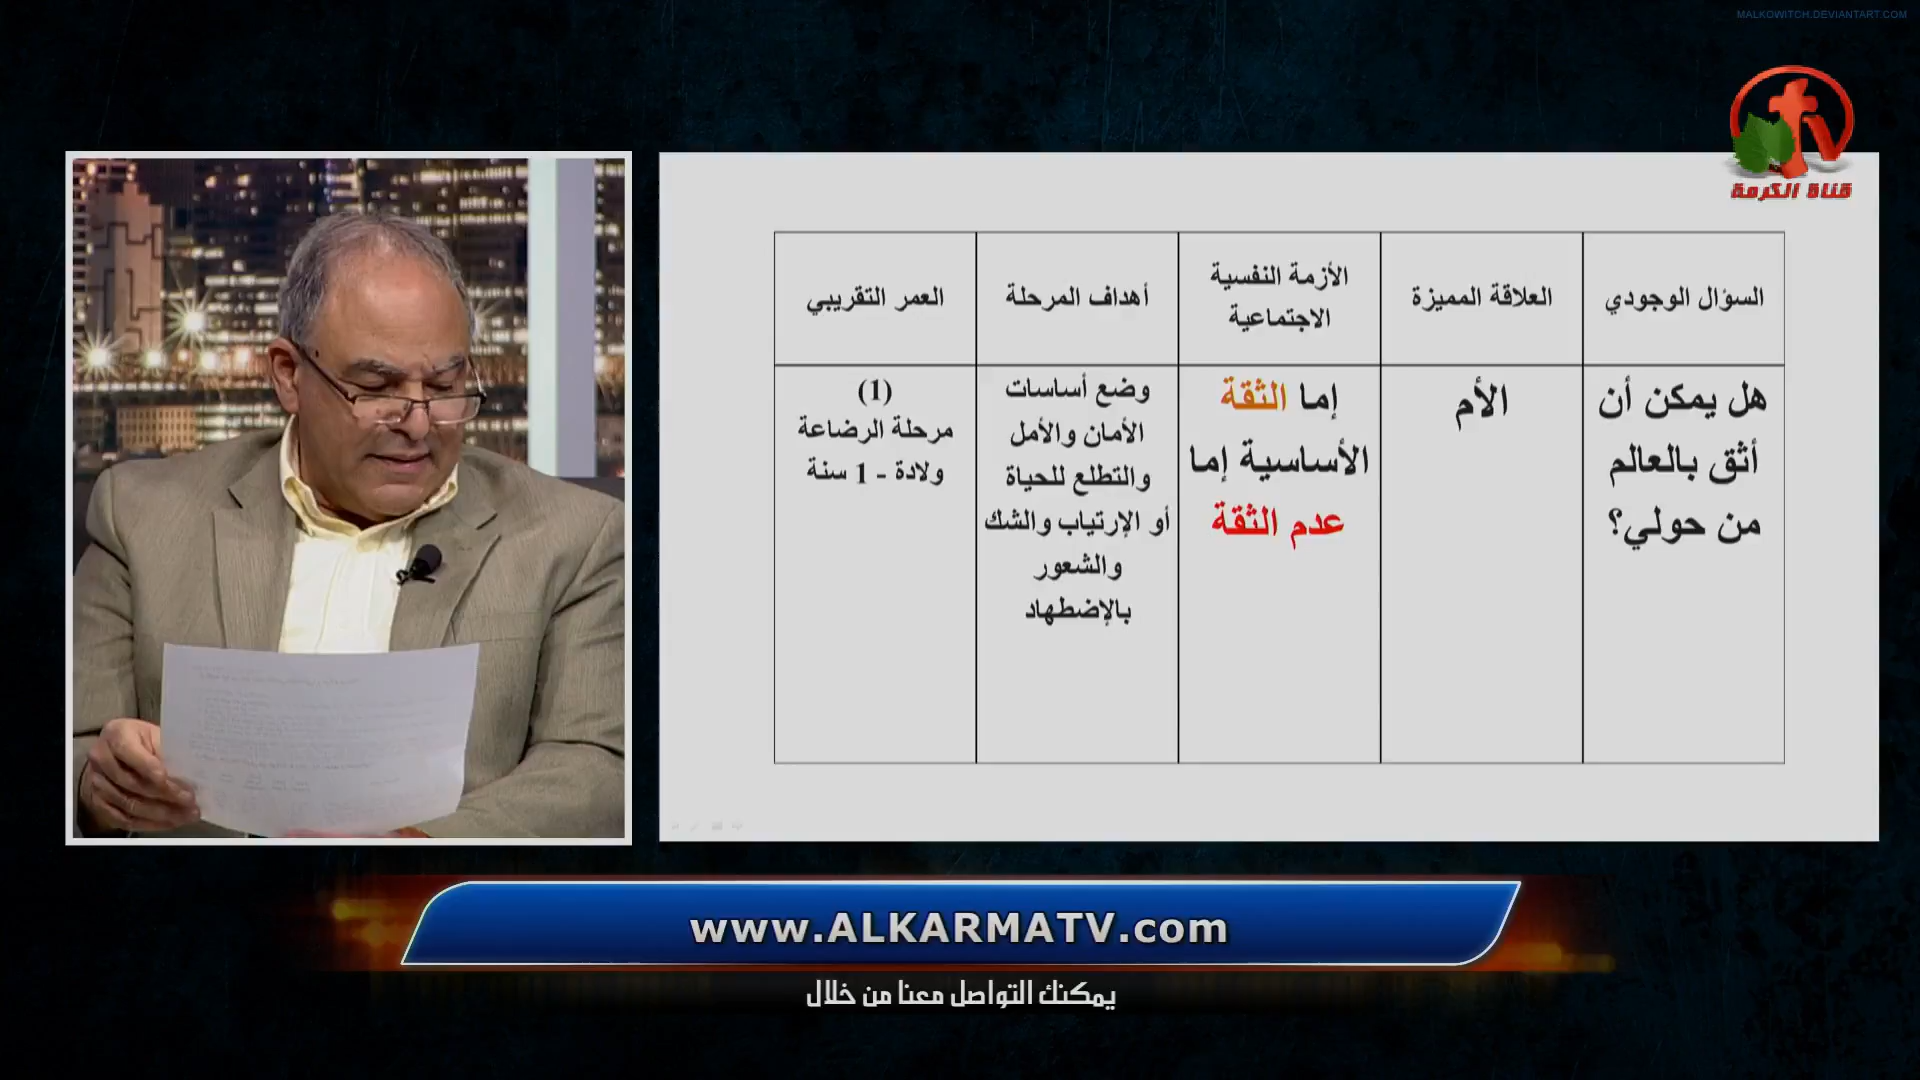 MALKOWITCH.DEVIANTART.COM
tv
قناة الكرمة
السؤال الوجودي
العلاقة المميزة
الأزمة النفسية
الاجتماعية
أهداف المرحلة
العمر التقريبي
هل يمكن أن
أثق بالعالم
من حولي؟
الأم
إما الثقة
الأساسية إما
عدم الثقة
وضع أساسات
الأمان والأمل
والتطلع للحياة
أو الإرتياب والشك
والشعور
بالإضطهاد
(1)
مرحلة الرضاعة
ولادة - 1 سنة
www.ALKARMATV.com
يمكنك التواصل معنا من خلال